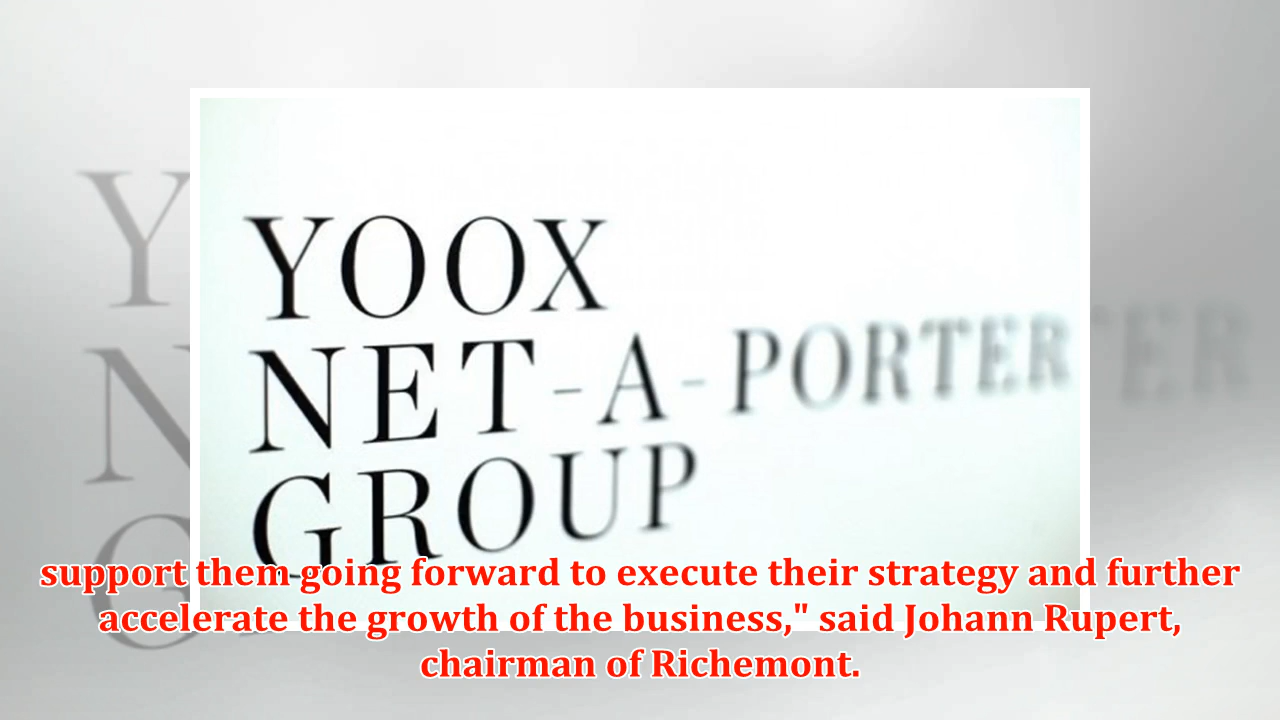 YOOX
NET-A-PORTER
GROUP
support them going forward to execute their strategy and further
accelerate the growth of the business," said Johann Rupert,
chairman of Richemont.